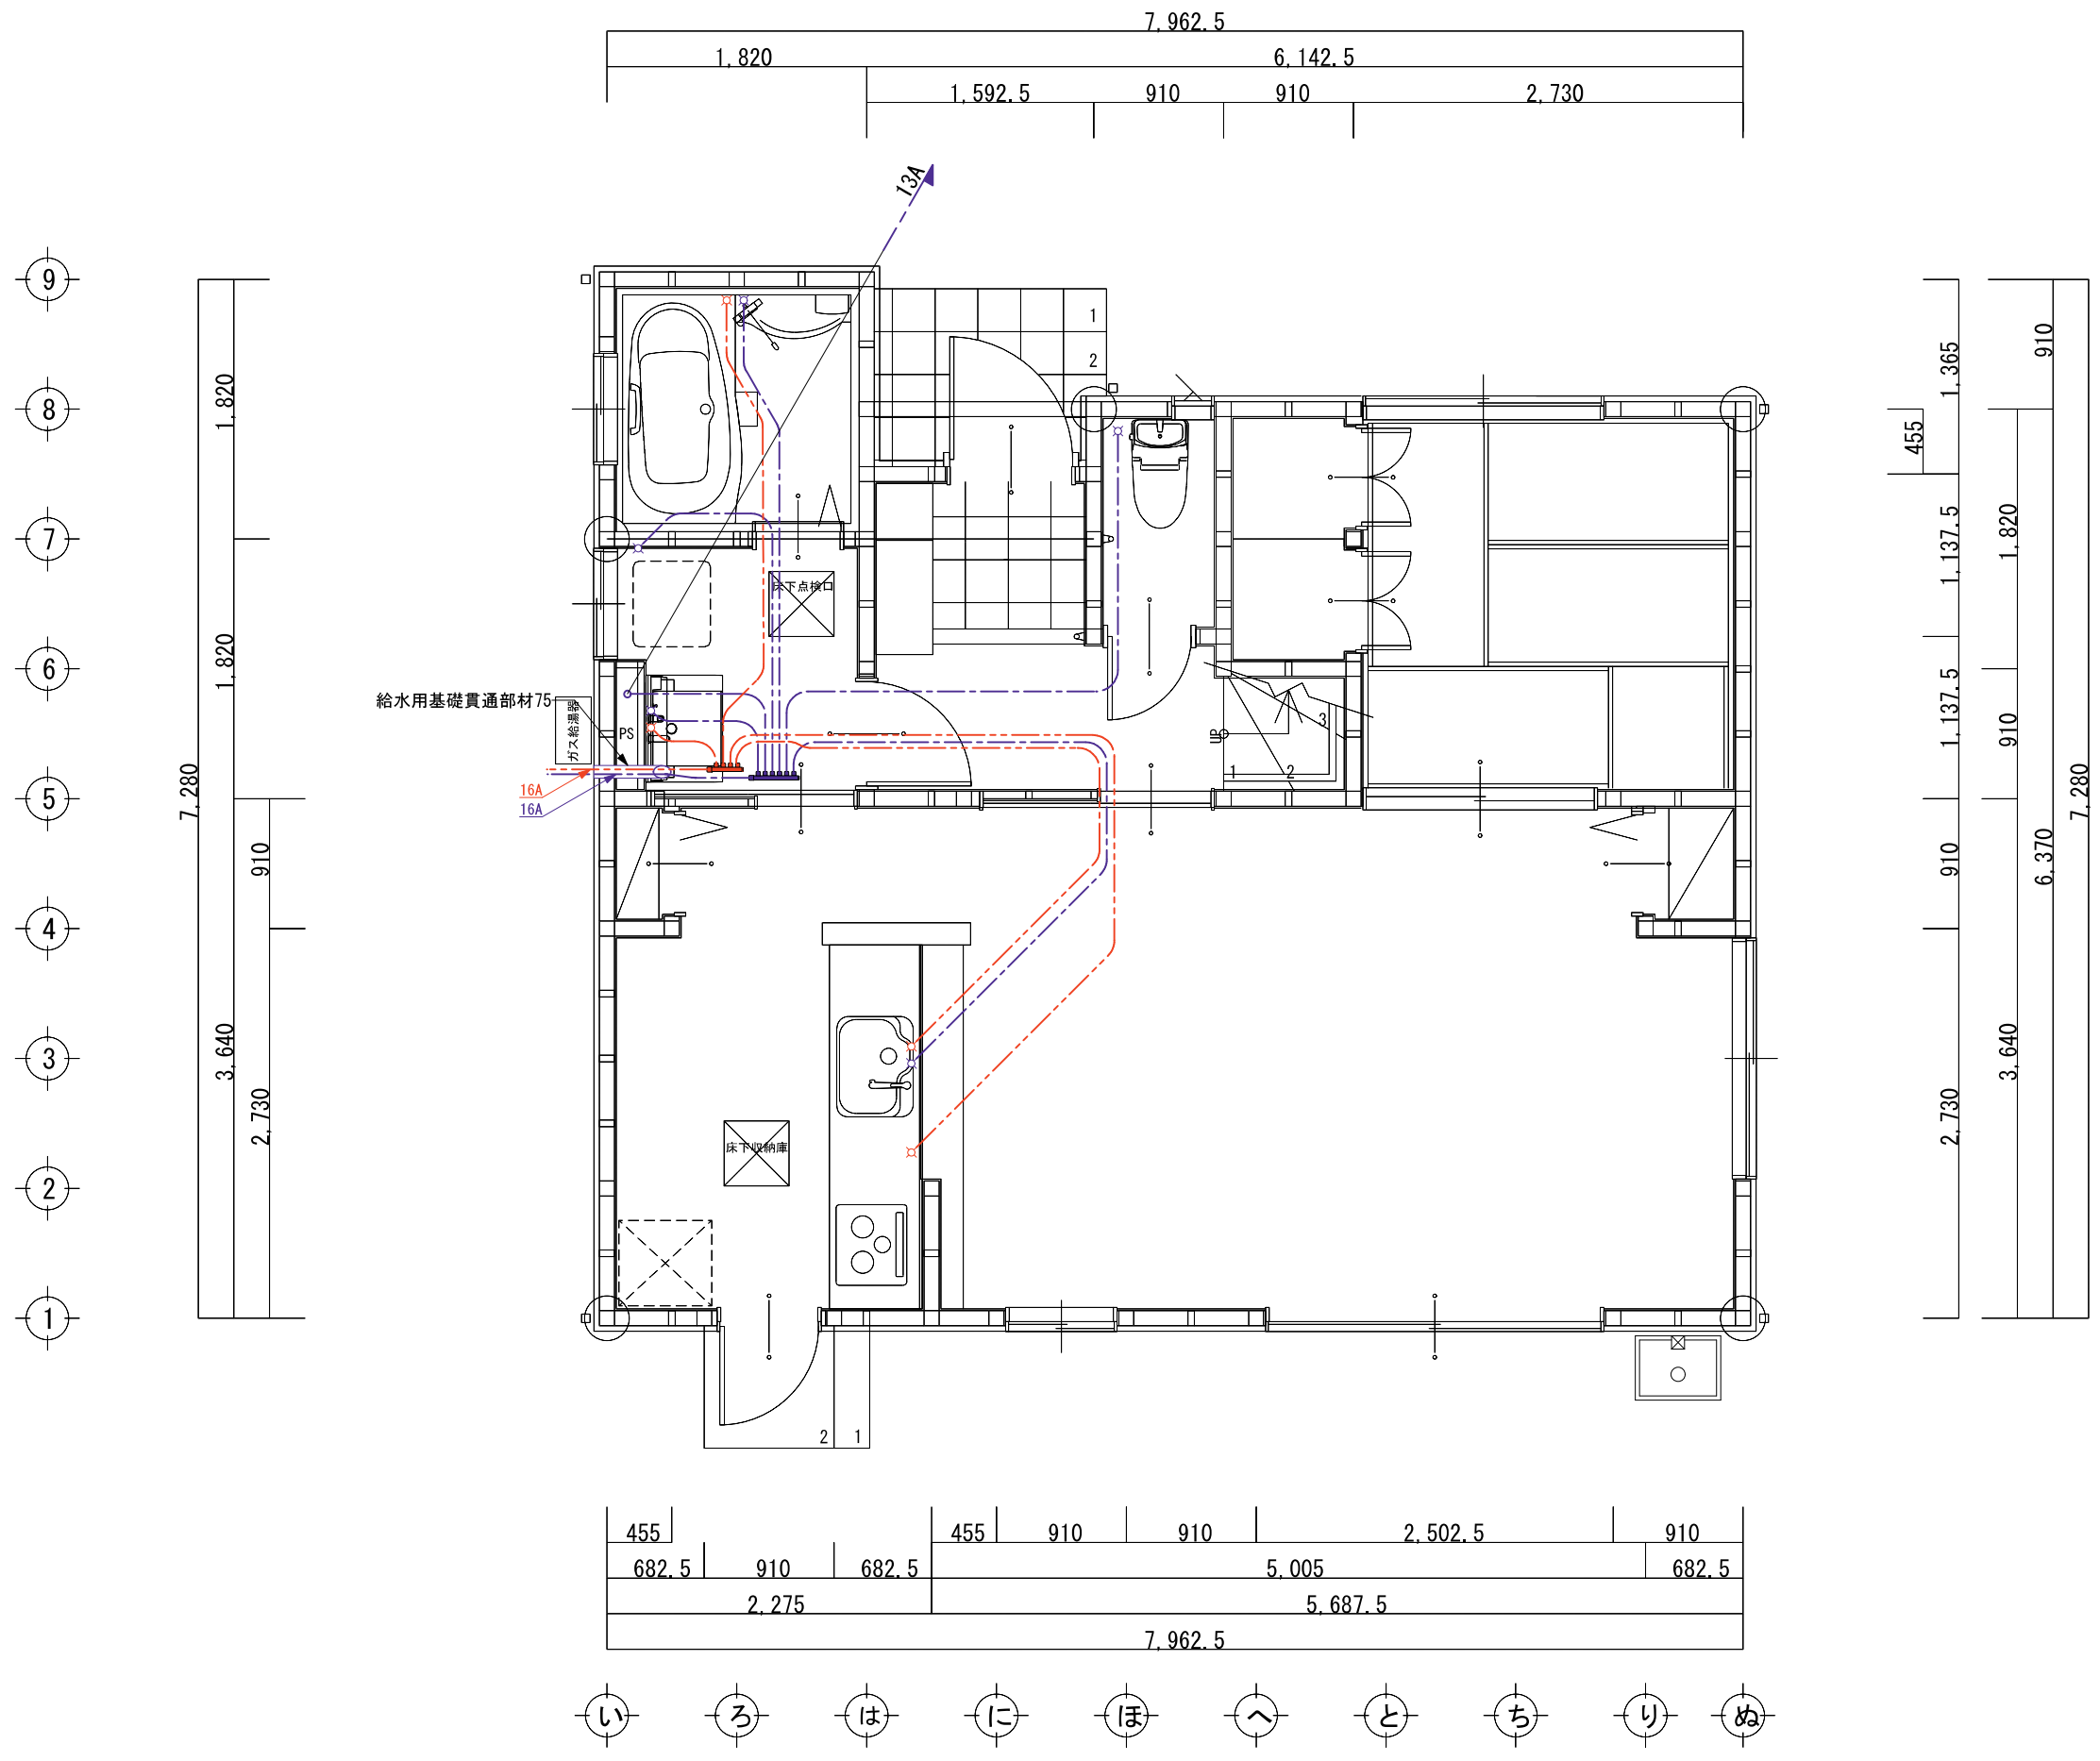 7,962.5
1,820
6,142.5
1,592.5
910
910
2,730
13A
9
8
7
6
5
4
3
2
1
7,280
1,820
1,820
3,640
910
2,730
1
2
床下点検口
給水用基礎貫通部材75
ガス給湯器
PS
16A
16A
UP
1
2
3
床下収納庫
2
1
1,365
455
1,137.5
1,137.5
910
2,730
910
1,820
910
3,640
6,370
7,280
455
455
910
910
2,502.5
910
682.5
910
682.5
5,005
682.5
2,275
5,687.5
7,962.5
い
ろ
は
に
ほ
へ
と
ち
り
ぬ